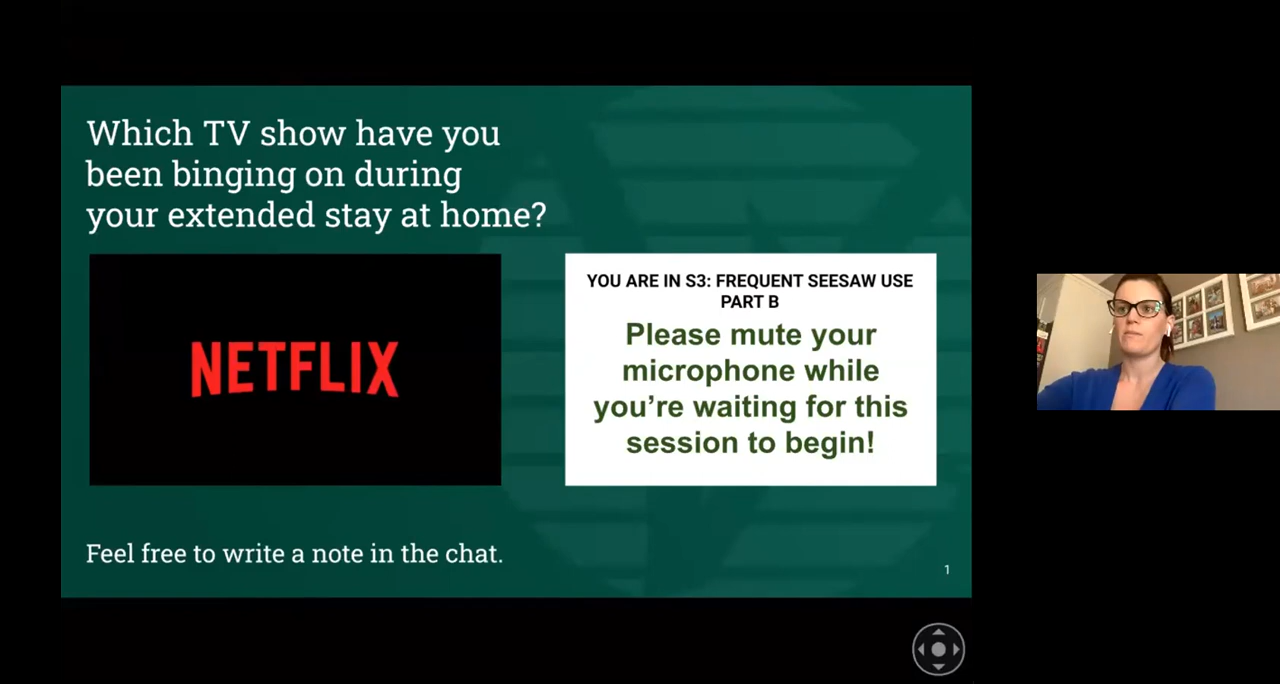 Which TV show have you
been binging on during
your extended stay at home?
NETFLIX
YOU ARE IN S3: FREQUENT SEESAW USE
PART B
Please mute your
microphone while
you're waiting for this
session to begin!
Feel free to write a note in the chat.
1